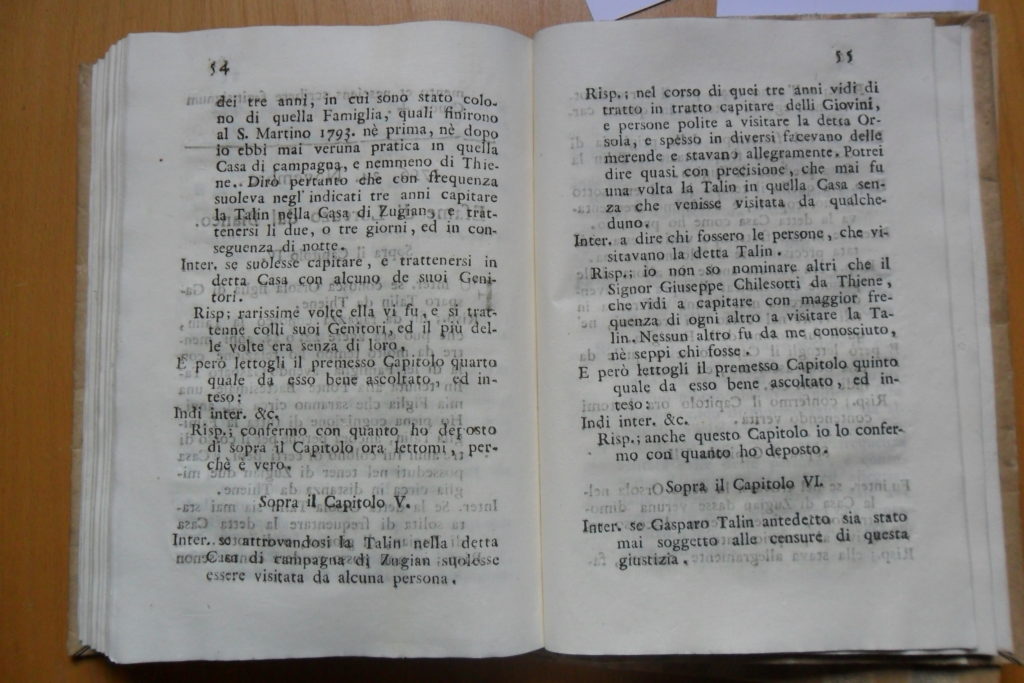 54
dei tre anni, in cui sono stato colo-
no di quella Famiglia, quali finirono
al S. Martino 1793. nè prima, nè dopo
io ebbi mai veruna pratica in quella
Casa di campagna, e nemmeno di Thie-
ne. Dirò pertanto che con frequenza
suoleva negl' indicati tre anni capitare
la Talin nella Casa di Zugian, e trat-
tenersi lì due, o tre giorni, ed in con-
seguenza di notte.
Inter. se suolesse capitare, e trattenersi in
detta Casa con alcuno de suoi Geni-
tori.
Risp; rarissime volte ella vi fu, e si trat-
tenne colli suoi Genitori, ed il più del-
le volte era senza di loro.
E però lettogli il premesso Capitolo quarto
quale da esso bene ascoltato, ed in-
teso:
Indi inter. &c.
Risp.; confermo con quanto ho deposto
di sopra il Capitolo ora lettomi, per-
chè è vero.
Sopra il Capitolo V.
Inter. se attrovandosi la Talin nella detta
Casa di campagna di Zugian suolesse
essere visitata da alcuna persona.
55
Risp.; nel corso di quei tre anni vidi di
tratto in tratto capitare delli Giovini,
e persone polite a visitare la detta Or-
sola, e spesso in diversi facevano delle
merende e stavano allegramente. Potrei
dire quasi con precisione, che mai fu
una volta la Talin in quella Casa sen-
za che venisse visitata da qualche-
duno.
Inter. a dire chi fossero le persone, che vi-
sitavano la detta Talin.
Risp.; io non so nominare altri che il
Signor Giuseppe Chilesotti da Thiene,
che vidi a capitare con maggior fre-
quenza di ogni altro a visitare la Ta-
lin. Nessun altro fu da me conosciuto,
nè seppi chi fosse.
E però lettogli il premesso Capitolo quinto
quale da esso bene ascoltato, ed in-
teso:
Indi inter. &c.
Risp.; anche questo Capitolo io lo confer-
mo con quanto ho deposto.
Sopra il Capitolo VI.
Inter. se Gasparo Talin antedetto sia stato
mai soggetto alle censure di questa
giustizia.